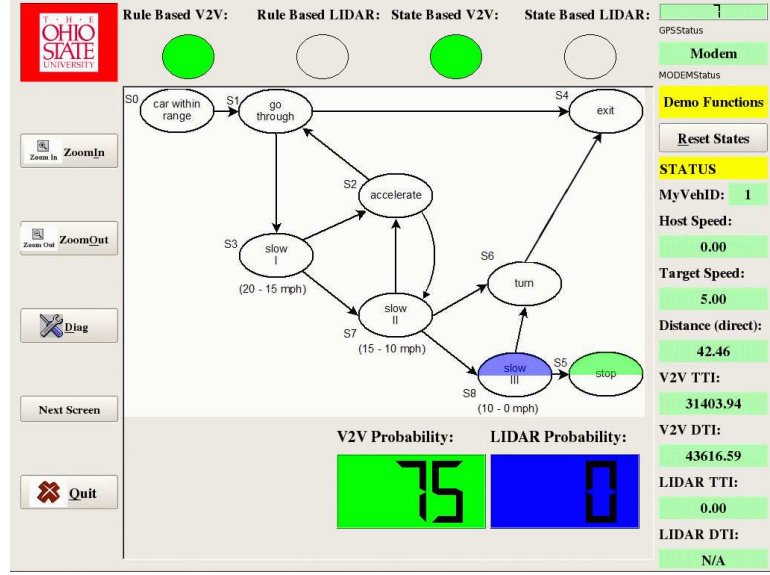 T · H · E
OHIO
STATE
UNIVERSITY
Rule Based V2V:
Rule Based LIDAR:
State Based V2V:
State Based LIDAR:
7
GPSStatus
Modem
MODEMStatus
Demo Functions
Reset States
STATUS
MyVehID: 1
Host Speed:
0.00
Target Speed:
5.00
Distance (direct):
42.46
V2V TTI:
31403.94
V2V DTI:
43616.59
LIDAR TTI:
0.00
LIDAR DTI:
N/A
Zoom In
ZoomIn
Zoom Out
ZoomOut
Diag
Next Screen
Quit
S0
car within
range
S1
go
through
S4
exit
S2
accelerate
S3
slow
I
(20 - 15 mph)
S6
turn
slow
II
S7
(15 - 10 mph)
slow
III
S8
(10 - 0 mph)
S5
stop
V2V Probability:
75
LIDAR Probability:
0